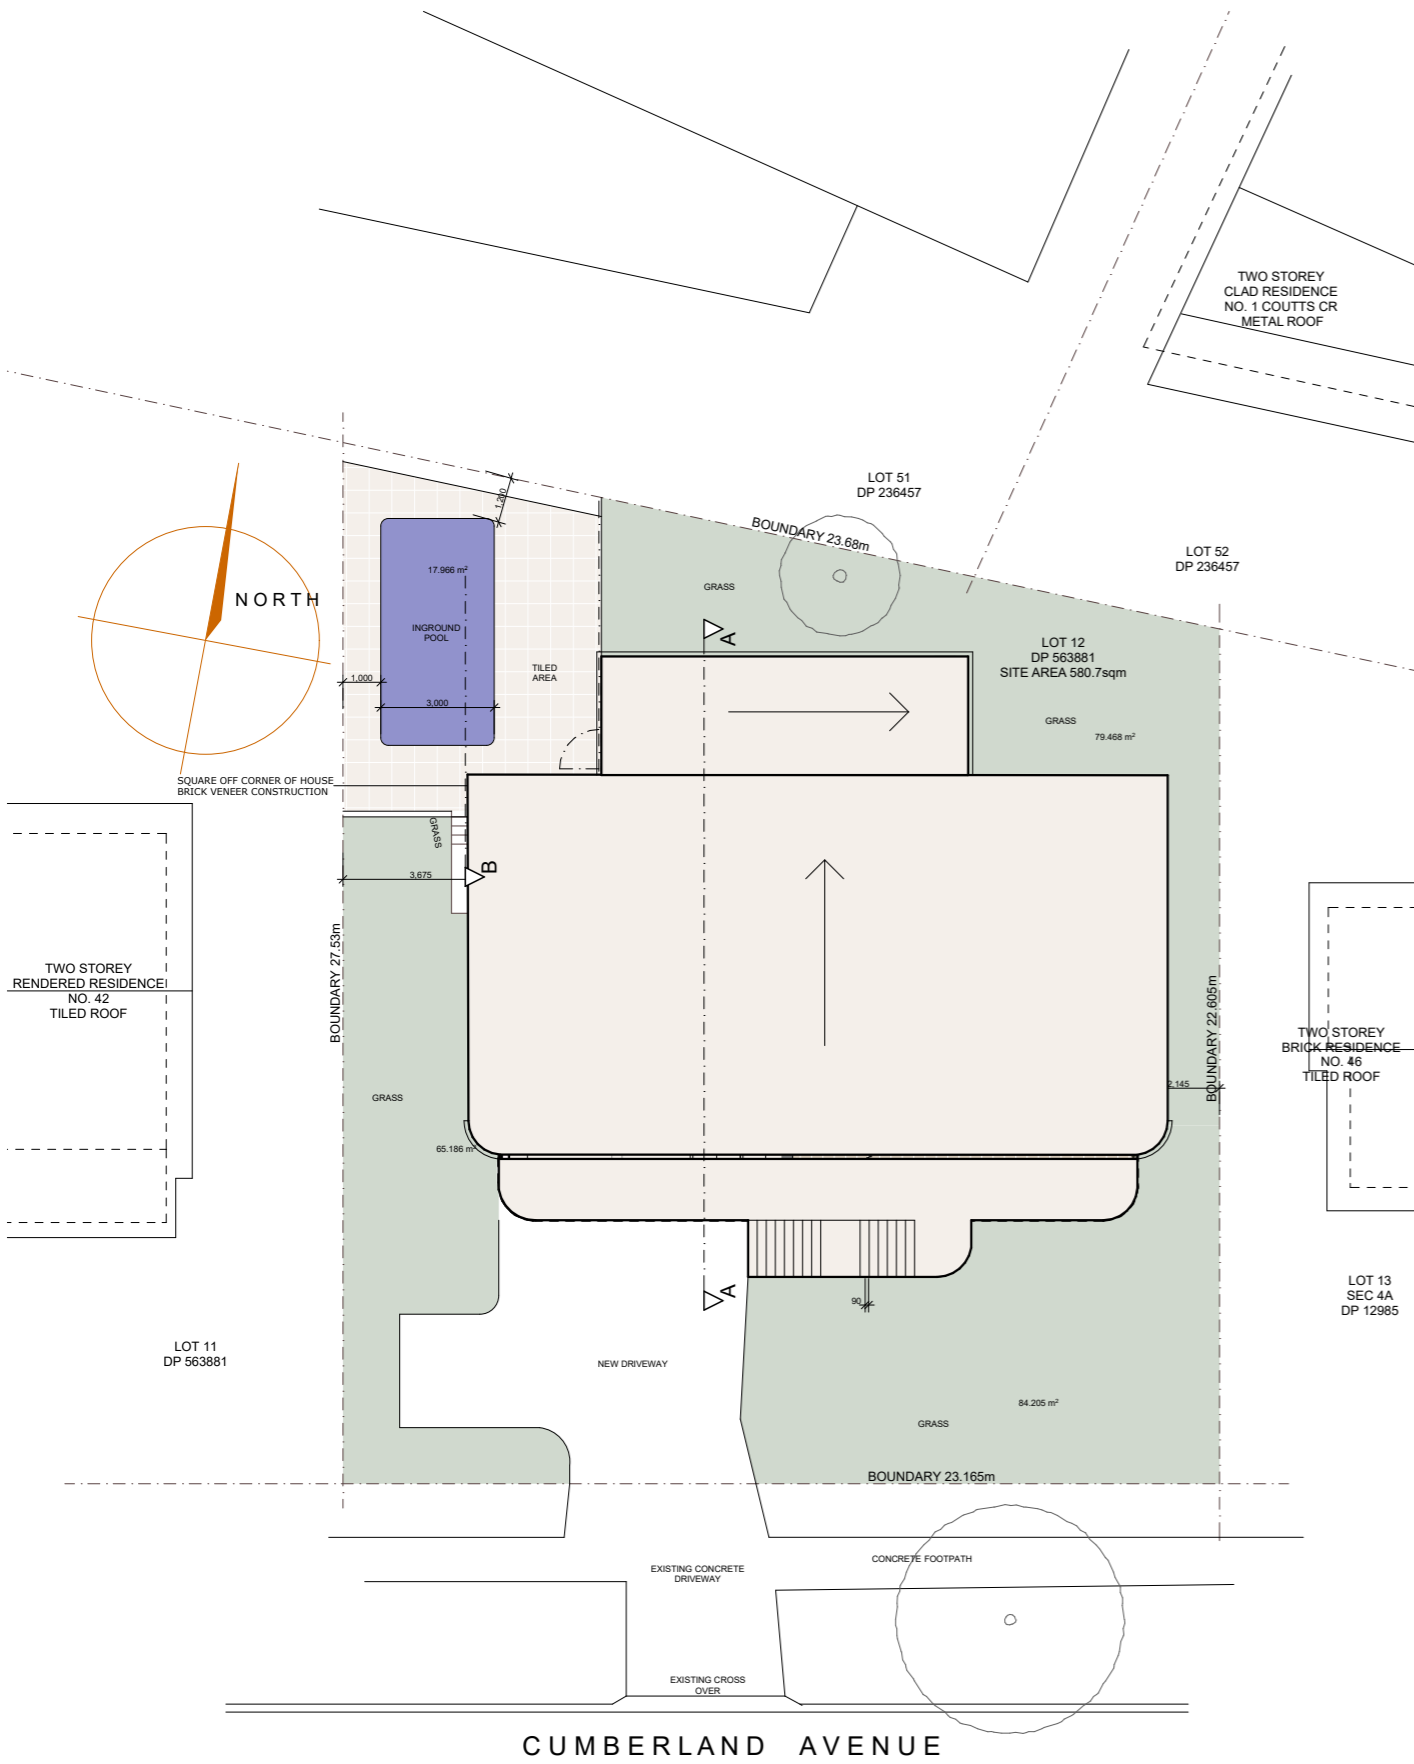 TWO STOREY
CLAD RESIDENCE
NO. 1 COUTTS CR
METAL ROOF
LOT 51
DP 236457
1,200
BOUNDARY 23.68m
LOT 52
DP 236457
17.966 m²
NORTH
GRASS
INGROUND
POOL
A
LOT 12
DP 563881
SITE AREA 580.7sqm
TILED
AREA
1,000
3,000
GRASS
79.468 m²
SQUARE OFF CORNER OF HOUSE
BRICK VENEER CONSTRUCTION
GRASS
B
3,675
BOUNDARY 27.53m
TWO STOREY
RENDERED RESIDENCE
NO. 42
TILED ROOF
BOUNDARY 22.605m
TWO STOREY
BRICK RESIDENCE
NO. 46
TILED ROOF
2,145
GRASS
65.186 m²
A
90
LOT 13
SEC 4A
DP 12985
LOT 11
DP 563881
NEW DRIVEWAY
84.205 m²
GRASS
BOUNDARY 23.165m
CONCRETE FOOTPATH
EXISTING CONCRETE
DRIVEWAY
EXISTING CROSS
OVER
CUMBERLAND AVENUE